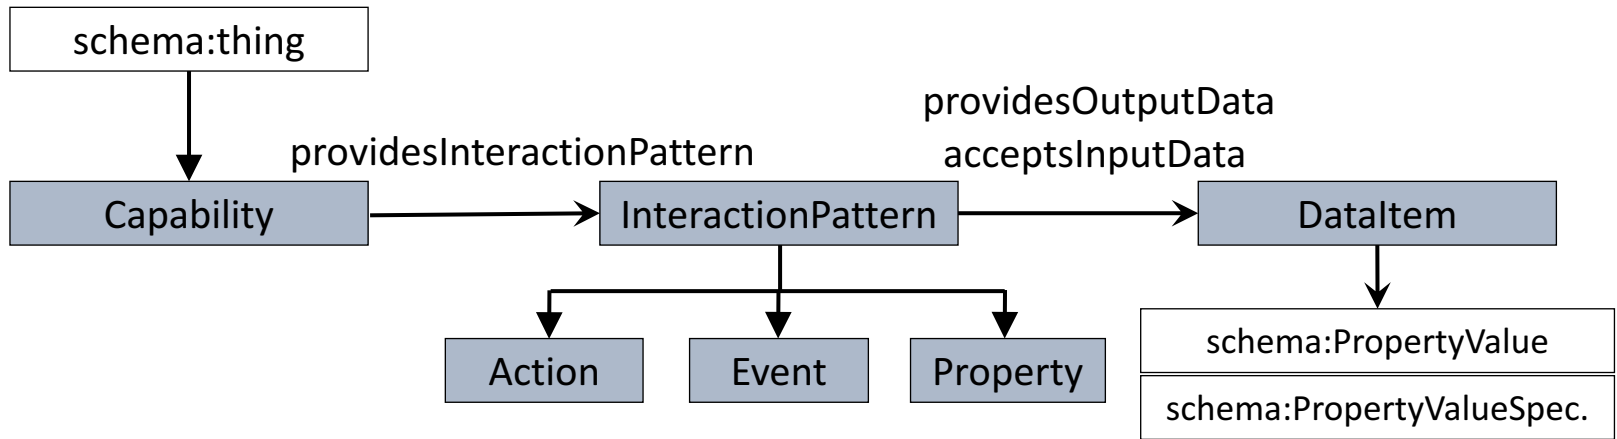 schema:thing
providesOutputData
providesInteractionPattern
acceptsInputData
Capability
InteractionPattern
DataItem
Action
Event
Property
schema:PropertyValue
schema:PropertyValueSpec.